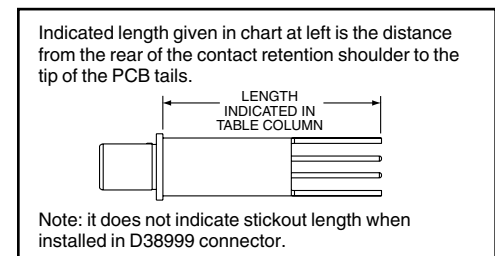 Indicated length given in chart at left is the distance
from the rear of the contact retention shoulder to the
tip of the PCB tails.
LENGTH
INDICATED IN
TABLE COLUMN
Note: it does not indicate stickout length when
installed in D38999 connector.